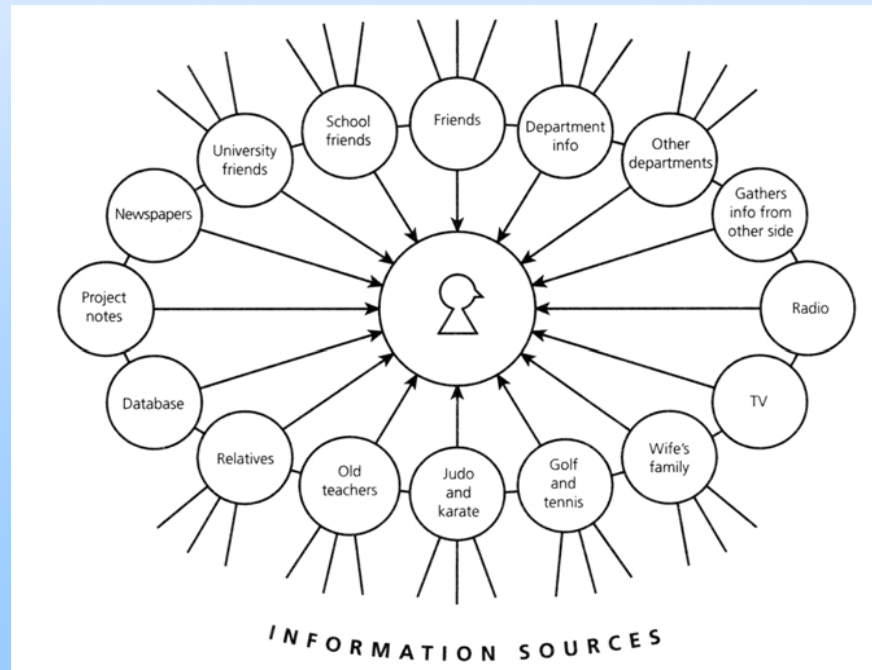 Friends
School
friends
Department
info
University
friends
Other
departments
Newspapers
Gathers
info from
other side
Project
notes
Radio
Database
TV
Relatives
Wife's
family
Old
teachers
Judo
and
karate
Golf
and
tennis
INFORMATION SOURCES